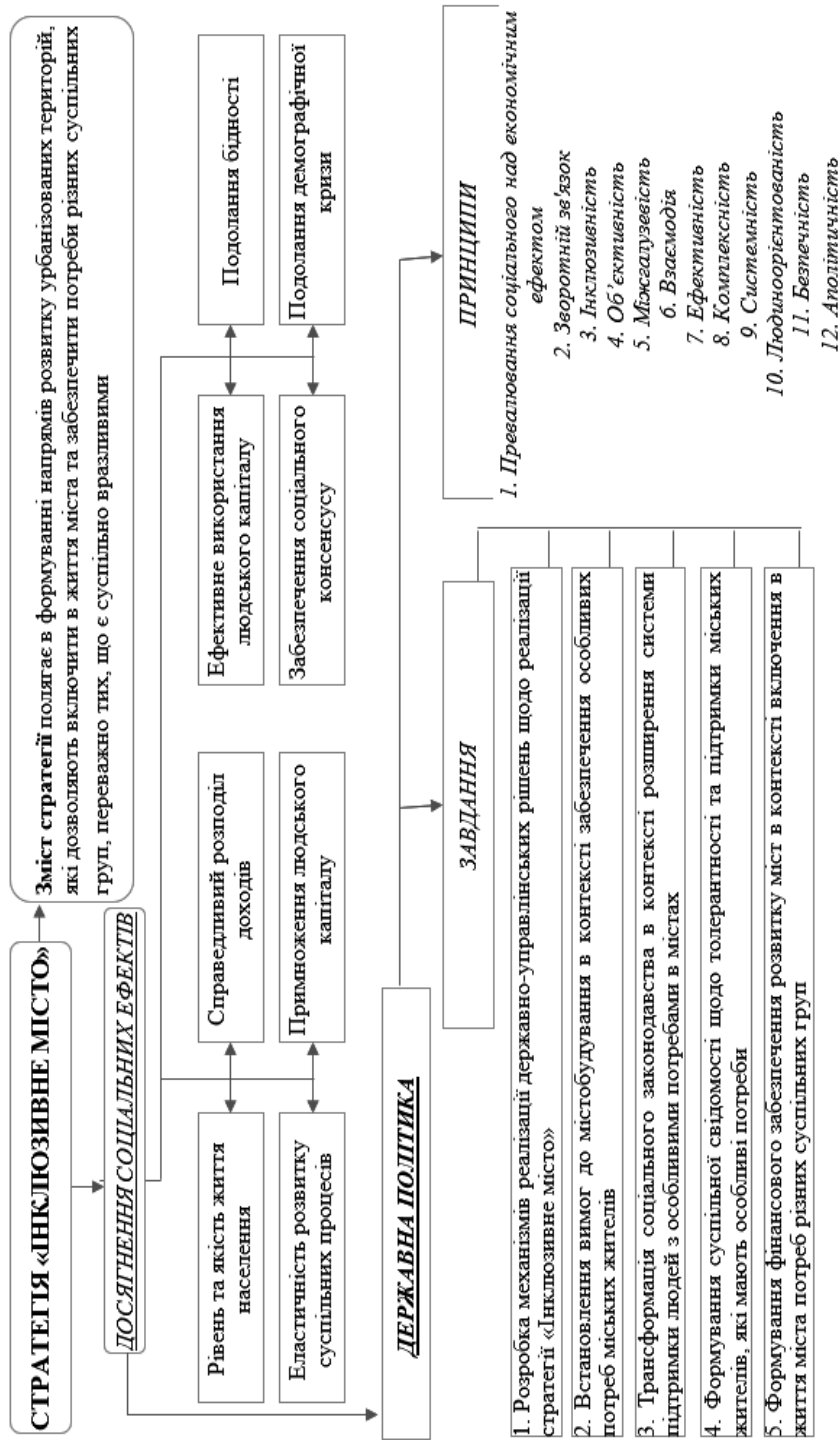 СТРАТЕГІЯ «ІНКЛЮЗИВНЕ МІСТО»
Зміст стратегії полягає в формуванні напрямів розвитку урбанізованих територій,
які дозволяють включити в життя міста та забезпечити потреби різних суспільних
груп, переважно тих, що є суспільно вразливими
ДОСЯГНЕННЯ СОЦІАЛЬНИХ ЕФЕКТІВ
Рівень та якість життя
населення
Справедливий розподіл
доходів
Ефективне використання
людського капіталу
Подолання бідності
Еластичність розвитку
суспільних процесів
Примноження людського
капіталу
Забезпечення соціального
консенсусу
Подолання демографічної
кризи
ДЕРЖАВНА ПОЛІТИКА
ЗАВДАННЯ
1. Розробка механізмів реалізації державно-управлінських рішень щодо реалізації
стратегії «Інклюзивне місто»
2. Встановлення вимог до містобудування в контексті забезпечення особливих
потреб міських жителів
3. Трансформація соціального законодавства в контексті розширення системи
підтримки людей з особливими потребами в містах
4. Формування суспільної свідомості щодо толерантності та підтримки міських
жителів, які мають особливі потреби
5. Формування фінансового забезпечення розвитку міст в контексті включення в
життя міста потреб різних суспільних груп
ПРИНЦИПИ
1. Превалювання соціального над економічним
ефектом
2. Зворотній зв'язок
3. Інклюзивність
4. Об'єктивність
5. Міжгалузевість
6. Взаємодія
7. Ефективність
8. Комплексність
9. Системність
10. Людиноорієнтованість
11. Безпечність
12. Аполітичність